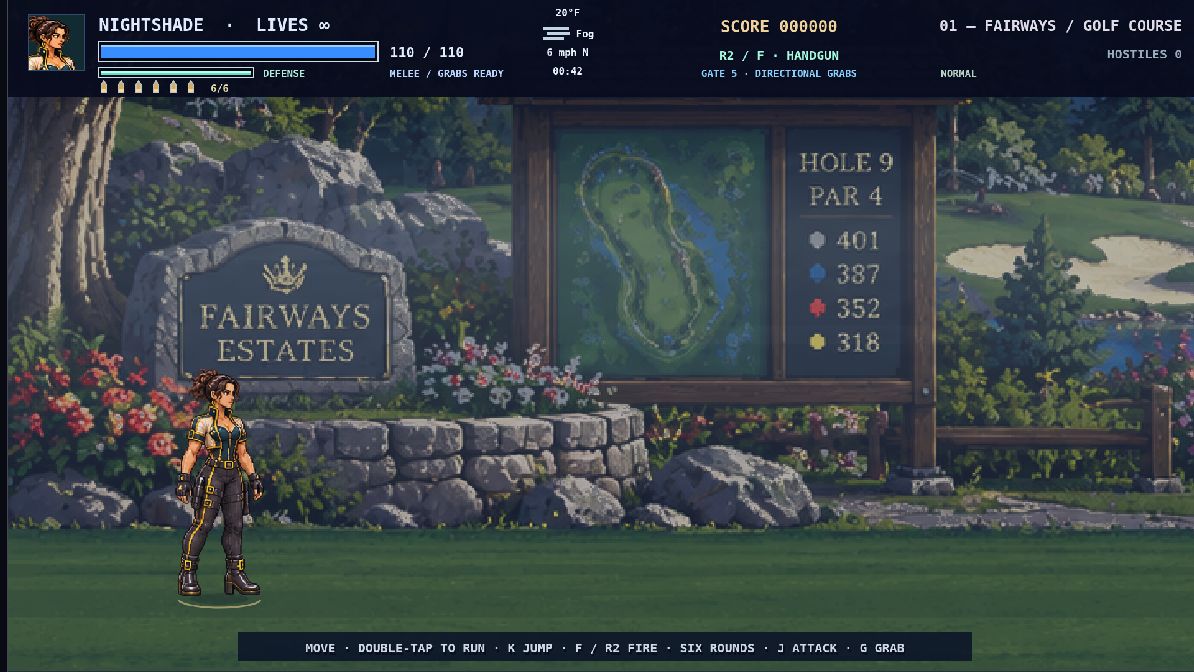 NIGHTSHADE · LIVES ∞
110 / 110
DEFENSE
MELEE / GRABS READY
6/6
20°F
Fog
6 mph N
00:42
SCORE 000000
R2 / F · HANDGUN
GATE 5 · DIRECTIONAL GRABS
01 — FAIRWAYS / GOLF COURSE
HOSTILES 0
NORMAL
FAIRWAYS
ESTATES
HOLE 9
PAR 4
401
387
352
318
MOVE · DOUBLE-TAP TO RUN · K JUMP · F / R2 FIRE · SIX ROUNDS · J ATTACK · G GRAB